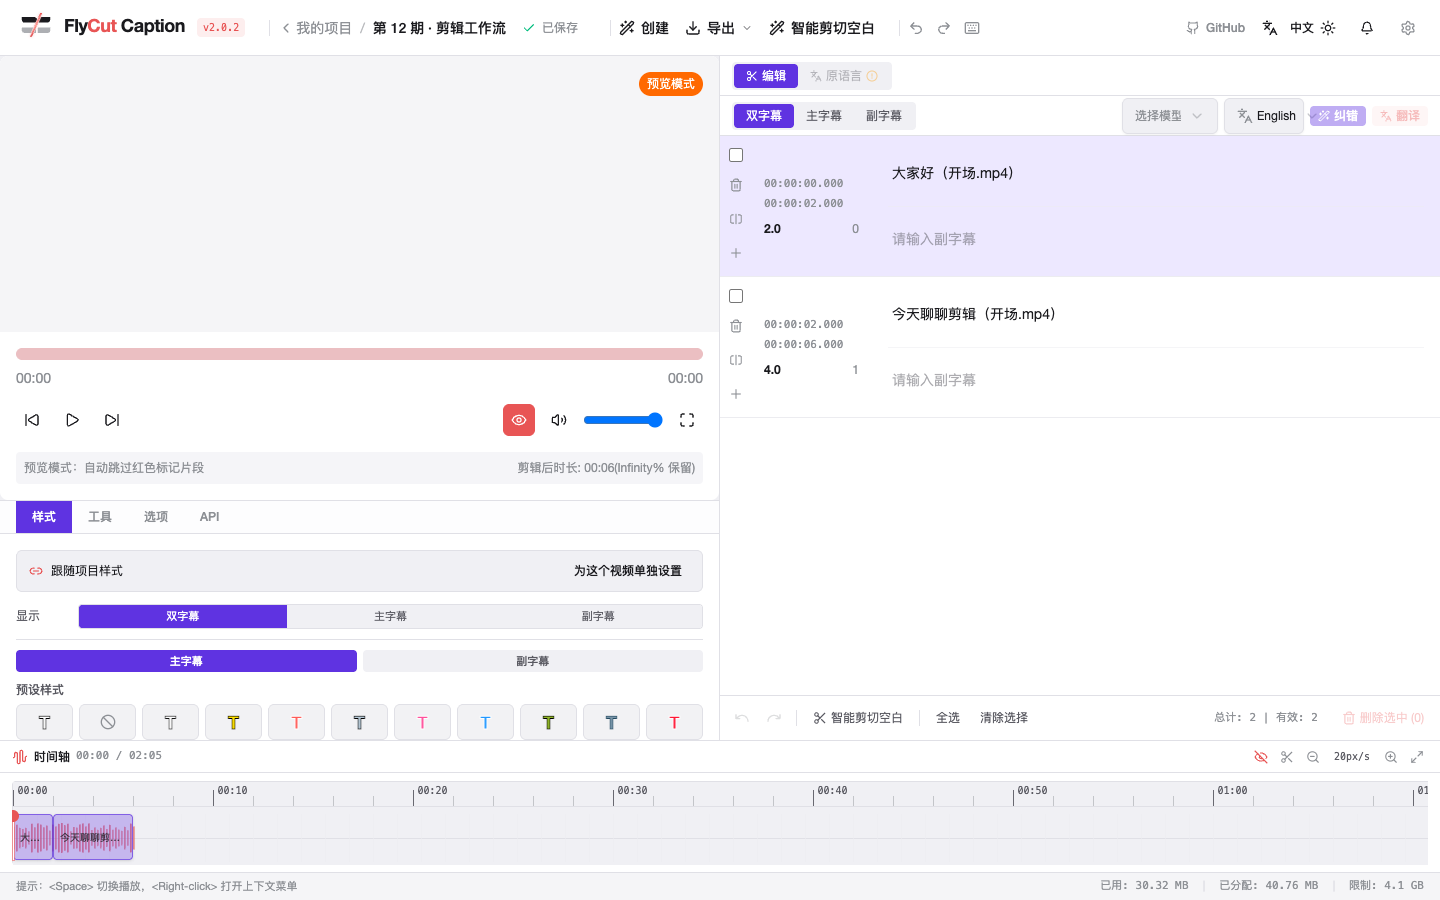 FlyCut Caption v2.0.2 我的项目 / 第 12 期 · 剪辑工作流 已保存 创建 导出 智能剪切空白 GitHub 中文
预览模式
00:00 00:00
预览模式：自动跳过红色标记片段 剪辑后时长: 00:06(Infinity% 保留)
样式 工具 选项 API
跟随项目样式 为这个视频单独设置
显示 双字幕 主字幕 副字幕
主字幕 副字幕
预设样式
T T T T T T T T T T
编辑 原语言
双字幕 主字幕 副字幕 选择模型 English 纠错 翻译
大家好（开场.mp4）
00:00:00.000
00:00:02.000
2.0 0
请输入副字幕
今天聊聊剪辑（开场.mp4）
00:00:02.000
00:00:06.000
4.0 1
请输入副字幕
智能剪切空白 全选 清除选择 总计: 2 | 有效: 2 删除选中 (0)
时间轴 00:00 / 02:05 20px/s
00:00 00:10 00:20 00:30 00:40 00:50 01:00 01
大... 今天聊聊剪...
提示：<Space> 切换播放，<Right-click> 打开上下文菜单 已用: 30.32 MB 已分配: 40.76 MB 限制: 4.1 GB